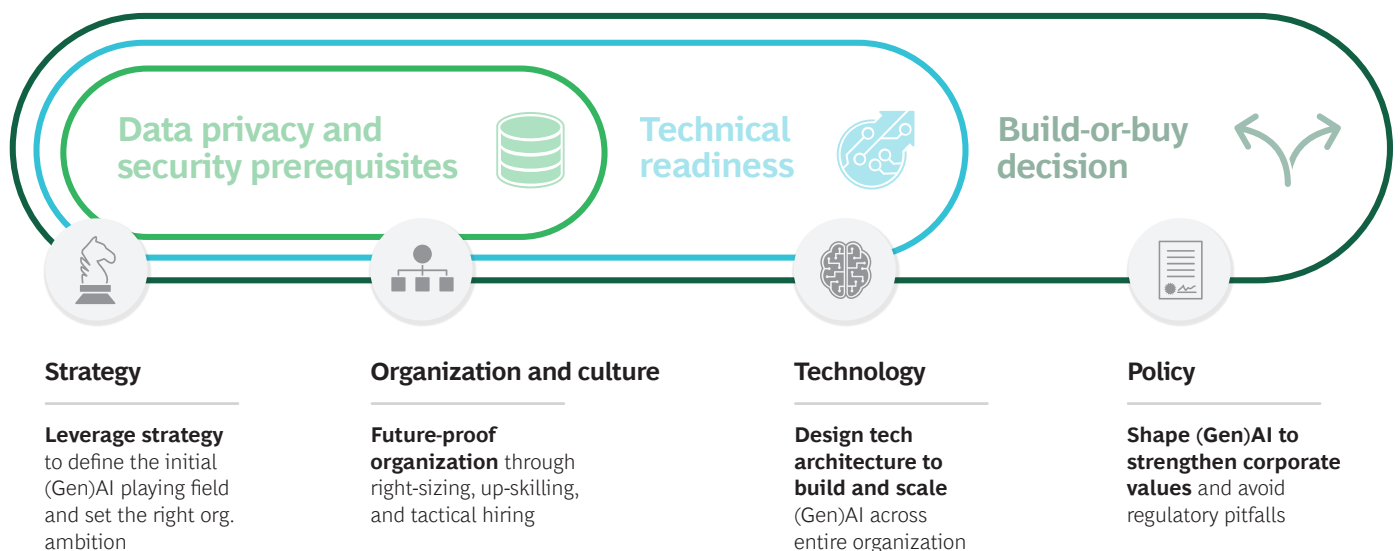 Data privacy and
security prerequisites
Technical
readiness
Build-or-buy
decision
Strategy
Leverage strategy
to define the initial
(Gen)AI playing field
and set the right org.
ambition
Organization and culture
Future-proof
organization through
right-sizing, up-skilling,
and tactical hiring
Technology
Design tech
architecture to
build and scale
(Gen)AI across
entire organization
Policy
Shape (Gen)AI to
strengthen corporate
values and avoid
regulatory pitfalls